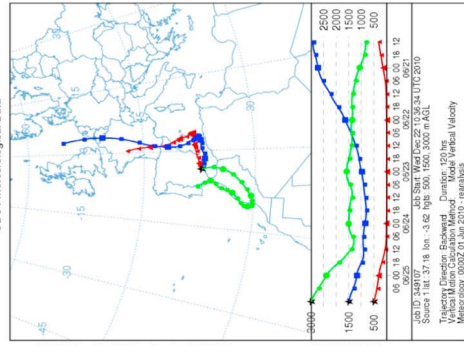 -45
-30
-15
30
2500
2000
1500
1000
500
3000
1500
500
06 00 18 12 06 00 18 12 06 00 18 12 06 00 18 12 06 00 18 12
06/25 06/24 06/23 06/22 06/21
Job ID: 349107 Job Start: Wed Dec 22 10:36:34 UTC 2010
Source 1 lat.: 37.18 lon.: -3.62 hgts: 500, 1500, 3000 m AGL
Trajectory Direction: Backward Duration: 120 hrs
Vertical Motion Calculation Method: Model Vertical Velocity
Meteorology: 0000Z 01 Jun 2010 - reanalysis